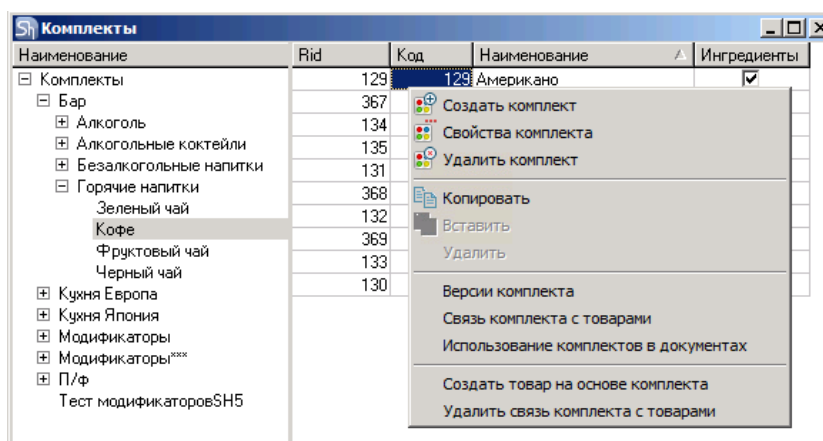 Sh Комплекты
Наименование Rid Код Наименование Ингредиенты
Комплекты 129 129 Американо
Бар 367
Алкоголь 134
Алкогольные коктейли 135
Безалкогольные напитки 131
Горячие напитки 368
Зеленый чай 132
Кофе 369
Фруктовый чай 133
Черный чай 130
Кухня Европа
Кухня Япония
Модификаторы
Модификаторы***
П/ф
Тест модификаторовSH5
Создать комплект
Свойства комплекта
Удалить комплект
Копировать
Вставить
Удалить
Версии комплекта
Связь комплекта с товарами
Использование комплектов в документах
Создать товар на основе комплекта
Удалить связь комплекта с товарами